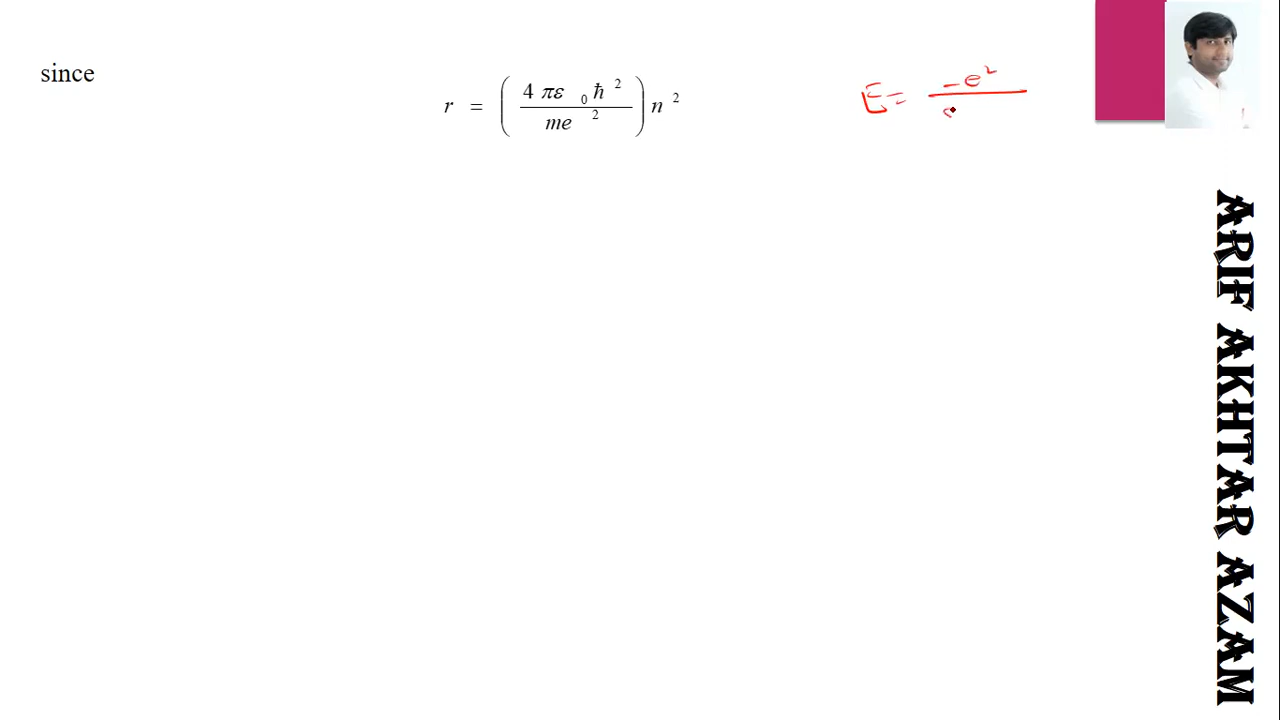 since
r = (4πε₀ħ² / me²) n²
E = -e²
ARIF AKHTAR AZAM